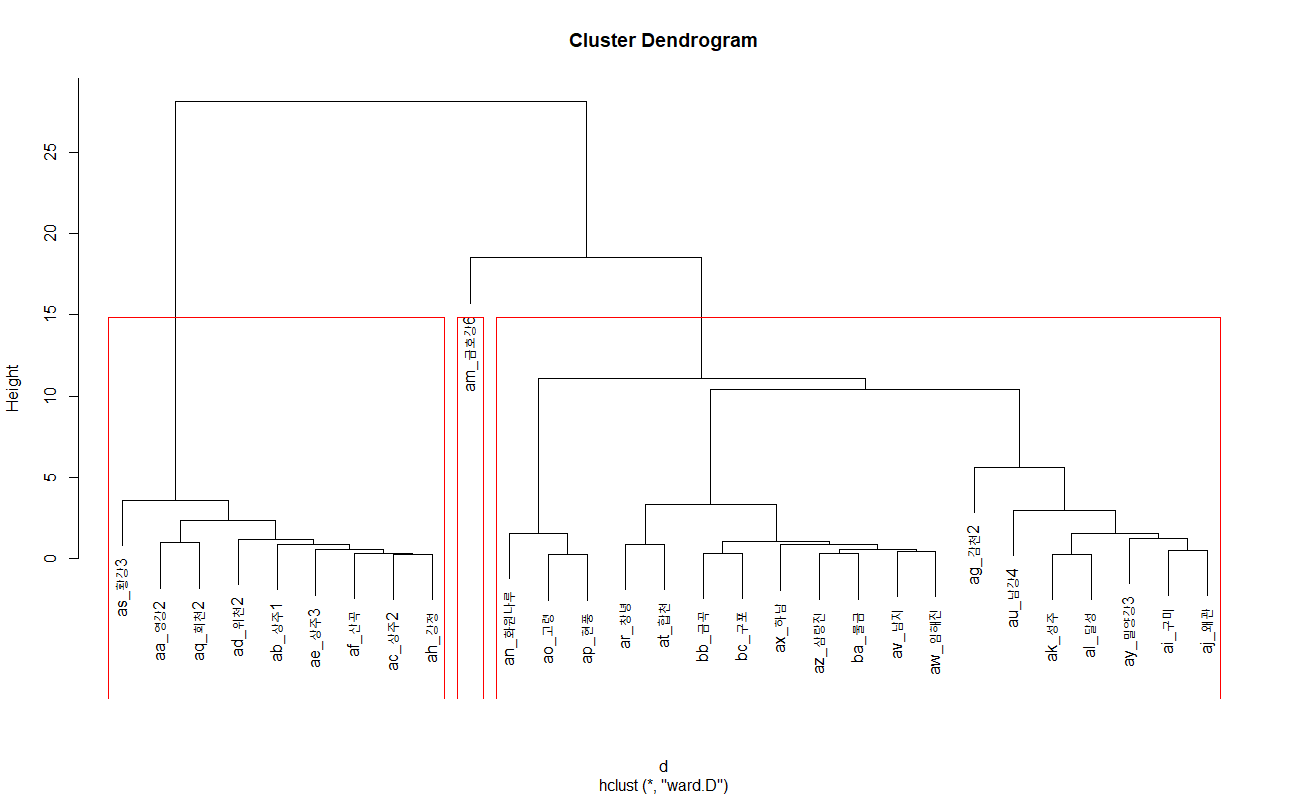 Cluster Dendrogram
Height
0
5
10
15
20
25
as_황강3
aa_영강2
aq_회천2
ad_위천2
ab_상주1
ae_상주3
af_산곡
ac_상주2
ah_강정
am_금호강6
an_화원나루
ao_고령
ap_현풍
ar_창녕
at_합천
bb_금곡
bc_구포
ax_하남
az_삼랑진
ba_물금
av_남지
aw_임해진
ag_감천2
au_남강4
ak_성주
al_달성
ay_밀양강3
ai_구미
aj_왜관
d
hclust (*, "ward.D")